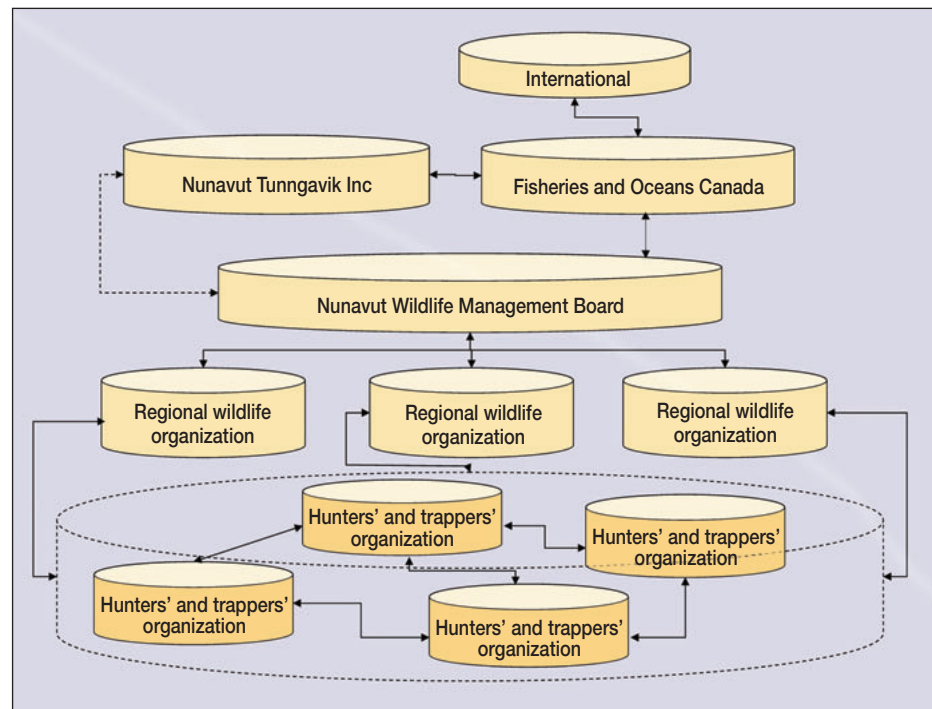 International
Nunavut Tunngavik Inc
Fisheries and Oceans Canada
Nunavut Wildlife Management Board
Regional wildlife
organization
Regional wildlife
organization
Regional wildlife
organization
Hunters’ and trappers’
organization
Hunters’ and trappers’
organization
Hunters’ and trappers’
organization
Hunters’ and trappers’
organization